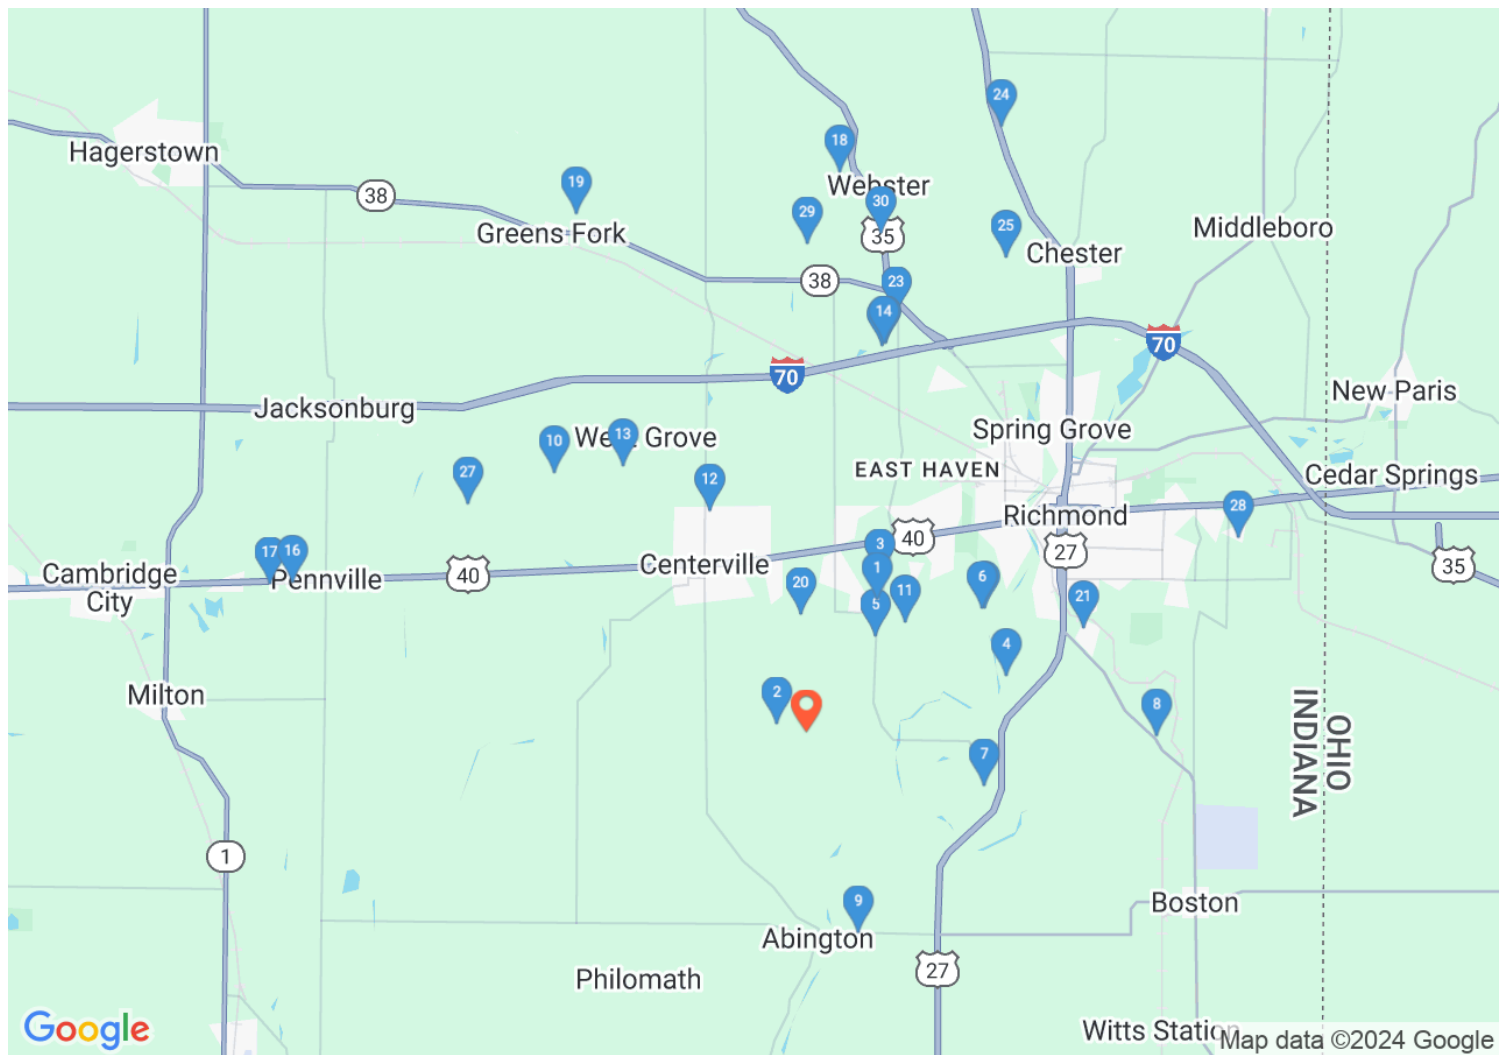 24
18
Hagerstown
Webster
19
38
30
29
25
Middleboro
Greens Fork
35
Chester
38
23
14
70
70
New Paris
Jacksonburg
Spring Grove
10
13
West Grove
EAST HAVEN
27
12
Cedar Springs
28
Richmond
3
40
27
17
16
Centerville
35
Cambridge
City
Pennville
40
1
6
20
11
5
21
4
Milton
2
8
OHIO
INDIANA
7
1
9
Boston
Abington
27
Philomath
Google
Witts Station
Map data ©2024 Google